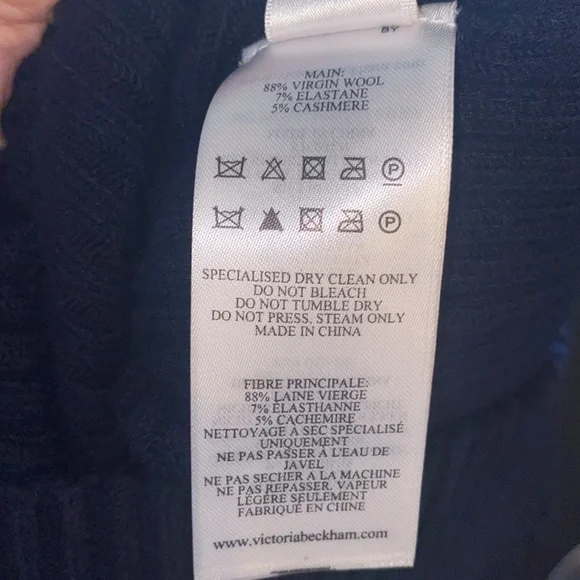 BY
MAIN:
88% VIRGIN WOOL
7% ELASTANE
5% CASHMERE
P
P
SPECIALISED DRY CLEAN ONLY
DO NOT BLEACH
DO NOT TUMBLE DRY
DO NOT PRESS, STEAM ONLY
MADE IN CHINA
FIBRE PRINCIPALE:
88% LAINE VIERGE
7% ÉLASTHANNE
5% CACHEMIRE
NETTOYAGE À SEC SPÉCIALISÉ
UNIQUEMENT
NE PAS PASSER À L'EAU DE
JAVEL
NE PAS SECHER A LA MACHINE
NE PAS REPASSER, VAPEUR
LÉGÈRE SEULEMENT
FABRIQUÉ EN CHINE
www.victoriabeckham.com